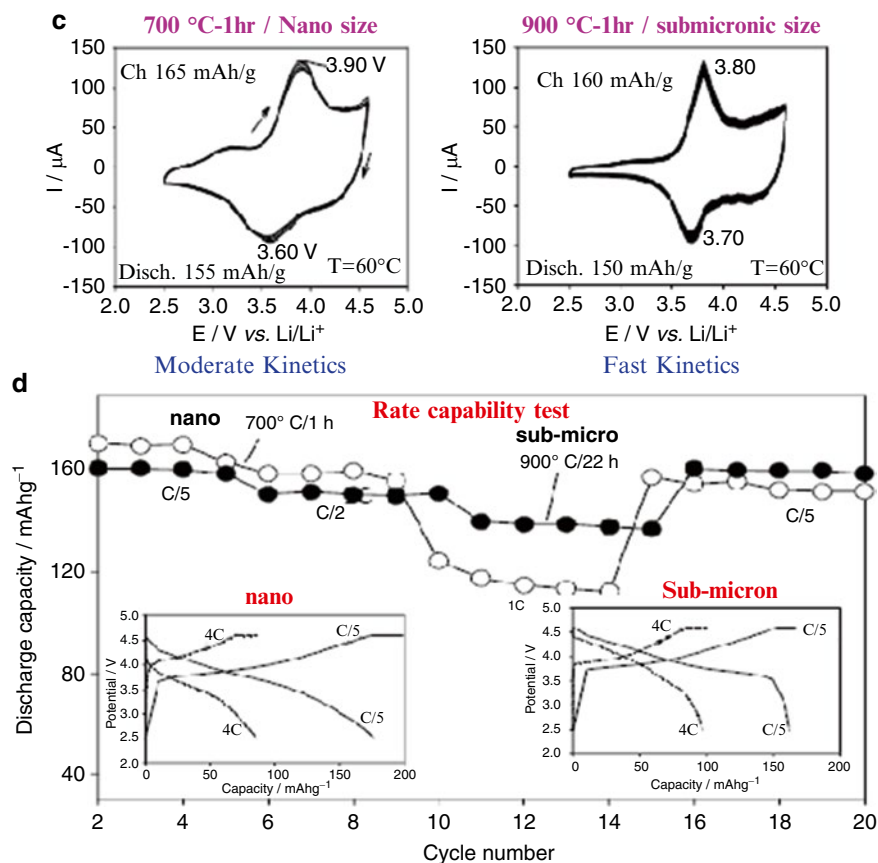 c
700 °C-1hr / Nano size
900 °C-1hr / submicronic size
150
100
50
0
-50
-100
-150
I / µA
Ch 165 mAh/g
3.90 V
3.60 V
Disch. 155 mAh/g
T=60°C
2.0 2.5 3.0 3.5 4.0 4.5 5.0
E / V vs. Li/Li⁺
Moderate Kinetics
150
100
50
0
-50
-100
-150
I / µA
Ch 160 mAh/g
3.80
3.70
Disch. 150 mAh/g
T=60°C
2.0 2.5 3.0 3.5 4.0 4.5 5.0
E / V vs. Li/Li⁺
Fast Kinetics
d
Rate capability test
nano
700° C/1 h
sub-micro
900° C/22 h
C/5
C/2
1C
C/5
160
120
80
40
Discharge capacity / mAhg⁻¹
nano
5.0
4.5
4.0
3.5
3.0
2.5
2.0
Potential / V
4C
C/5
4C
C/5
0 50 100 150 200
Capacity / mAhg⁻¹
Sub-micron
5.0
4.5
4.0
3.5
3.0
2.5
2.0
Potential / V
4C
C/5
4C
C/5
0 50 100 150 200
Capacity / mAhg⁻¹
2 4 6 8 10 12 14 16 18 20
Cycle number